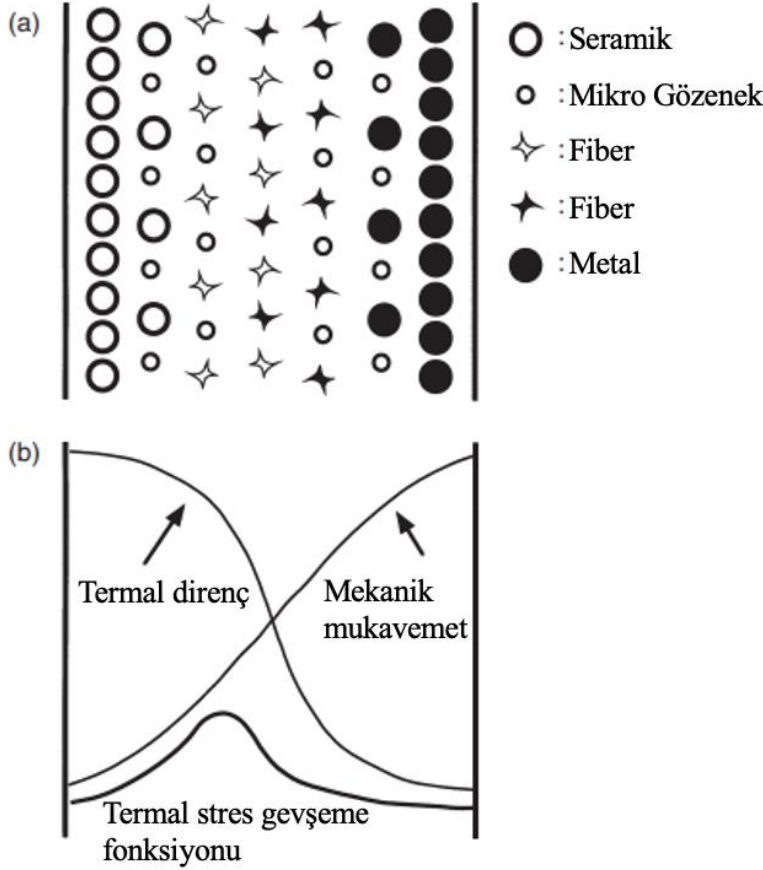 (a)
: Seramik
: Mikro Gözenek
: Fiber
: Fiber
: Metal
(b)
Termal direnç
Mekanik
mukavemet
Termal stres gevşeme
fonksiyonu